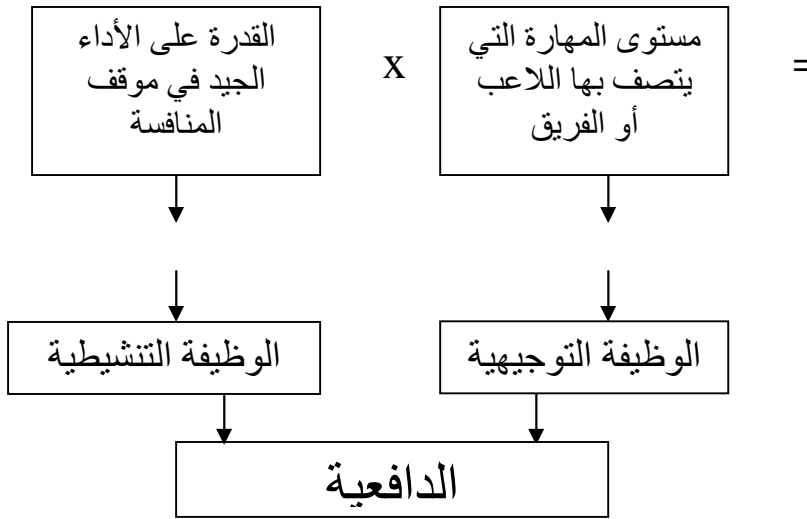 =
مستوى المهارة التي
يتصف بها اللاعب
أو الفريق
x
القدرة على الأداء
الجيد في موقف
المنافسة
الوظيفة التوجيهية
الوظيفة التنشيطية
الدافعية